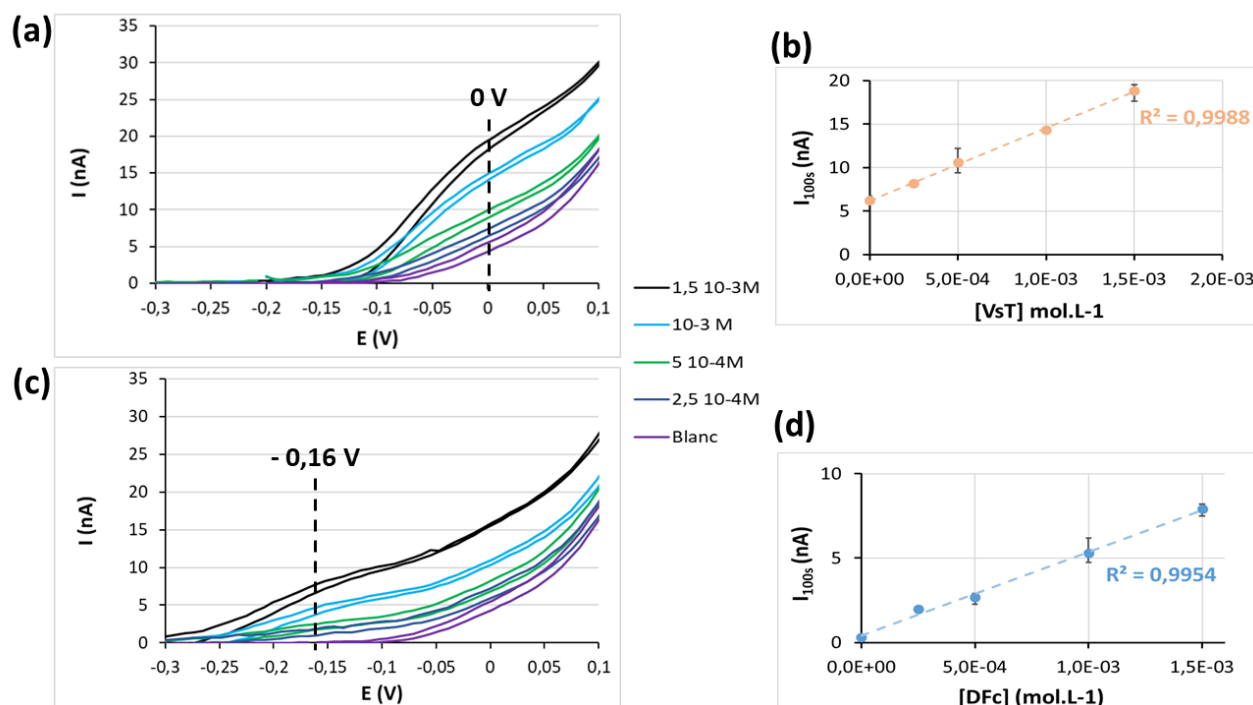 (a)
35
30
25
20
15
10
5
0
I (nA)
0 V
-0,3 -0,25 -0,2 -0,15 -0,1 -0,05 0 0,05 0,1
E (V)
(b)
20
15
10
5
0
I100s (nA)
R² = 0,9988
0,0E+00 5,0E-04 1,0E-03 1,5E-03 2,0E-03
[VsT] mol.L-1
1,5 10-3M
10-3 M
5 10-4M
2,5 10-4M
Blanc
(c)
35
30
25
20
15
10
5
0
I (nA)
- 0,16 V
-0,3 -0,25 -0,2 -0,15 -0,1 -0,05 0 0,05 0,1
E (V)
(d)
10
5
0
I100s (nA)
R² = 0,9954
0,0E+00 5,0E-04 1,0E-03 1,5E-03
[DFc] (mol.L-1)